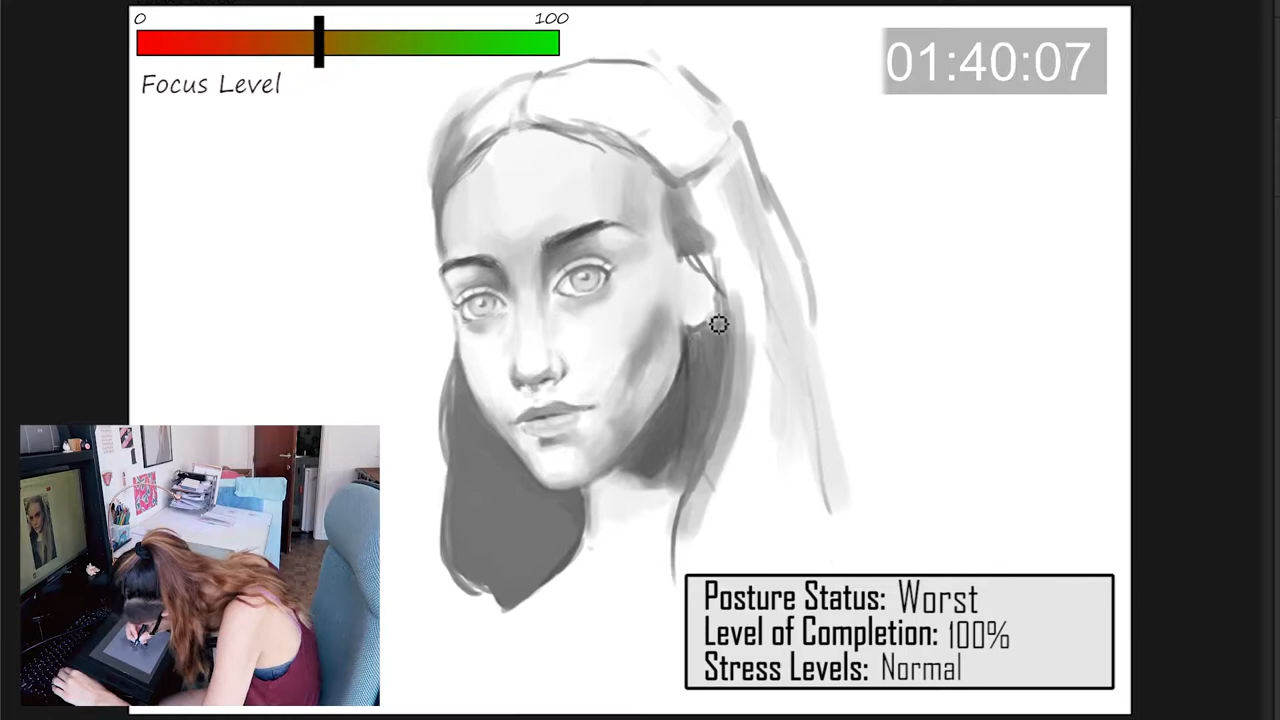 0
100
01:40:07
Focus Level
Posture Status: Worst
Level of Completion: 100%
Stress Levels: Normal